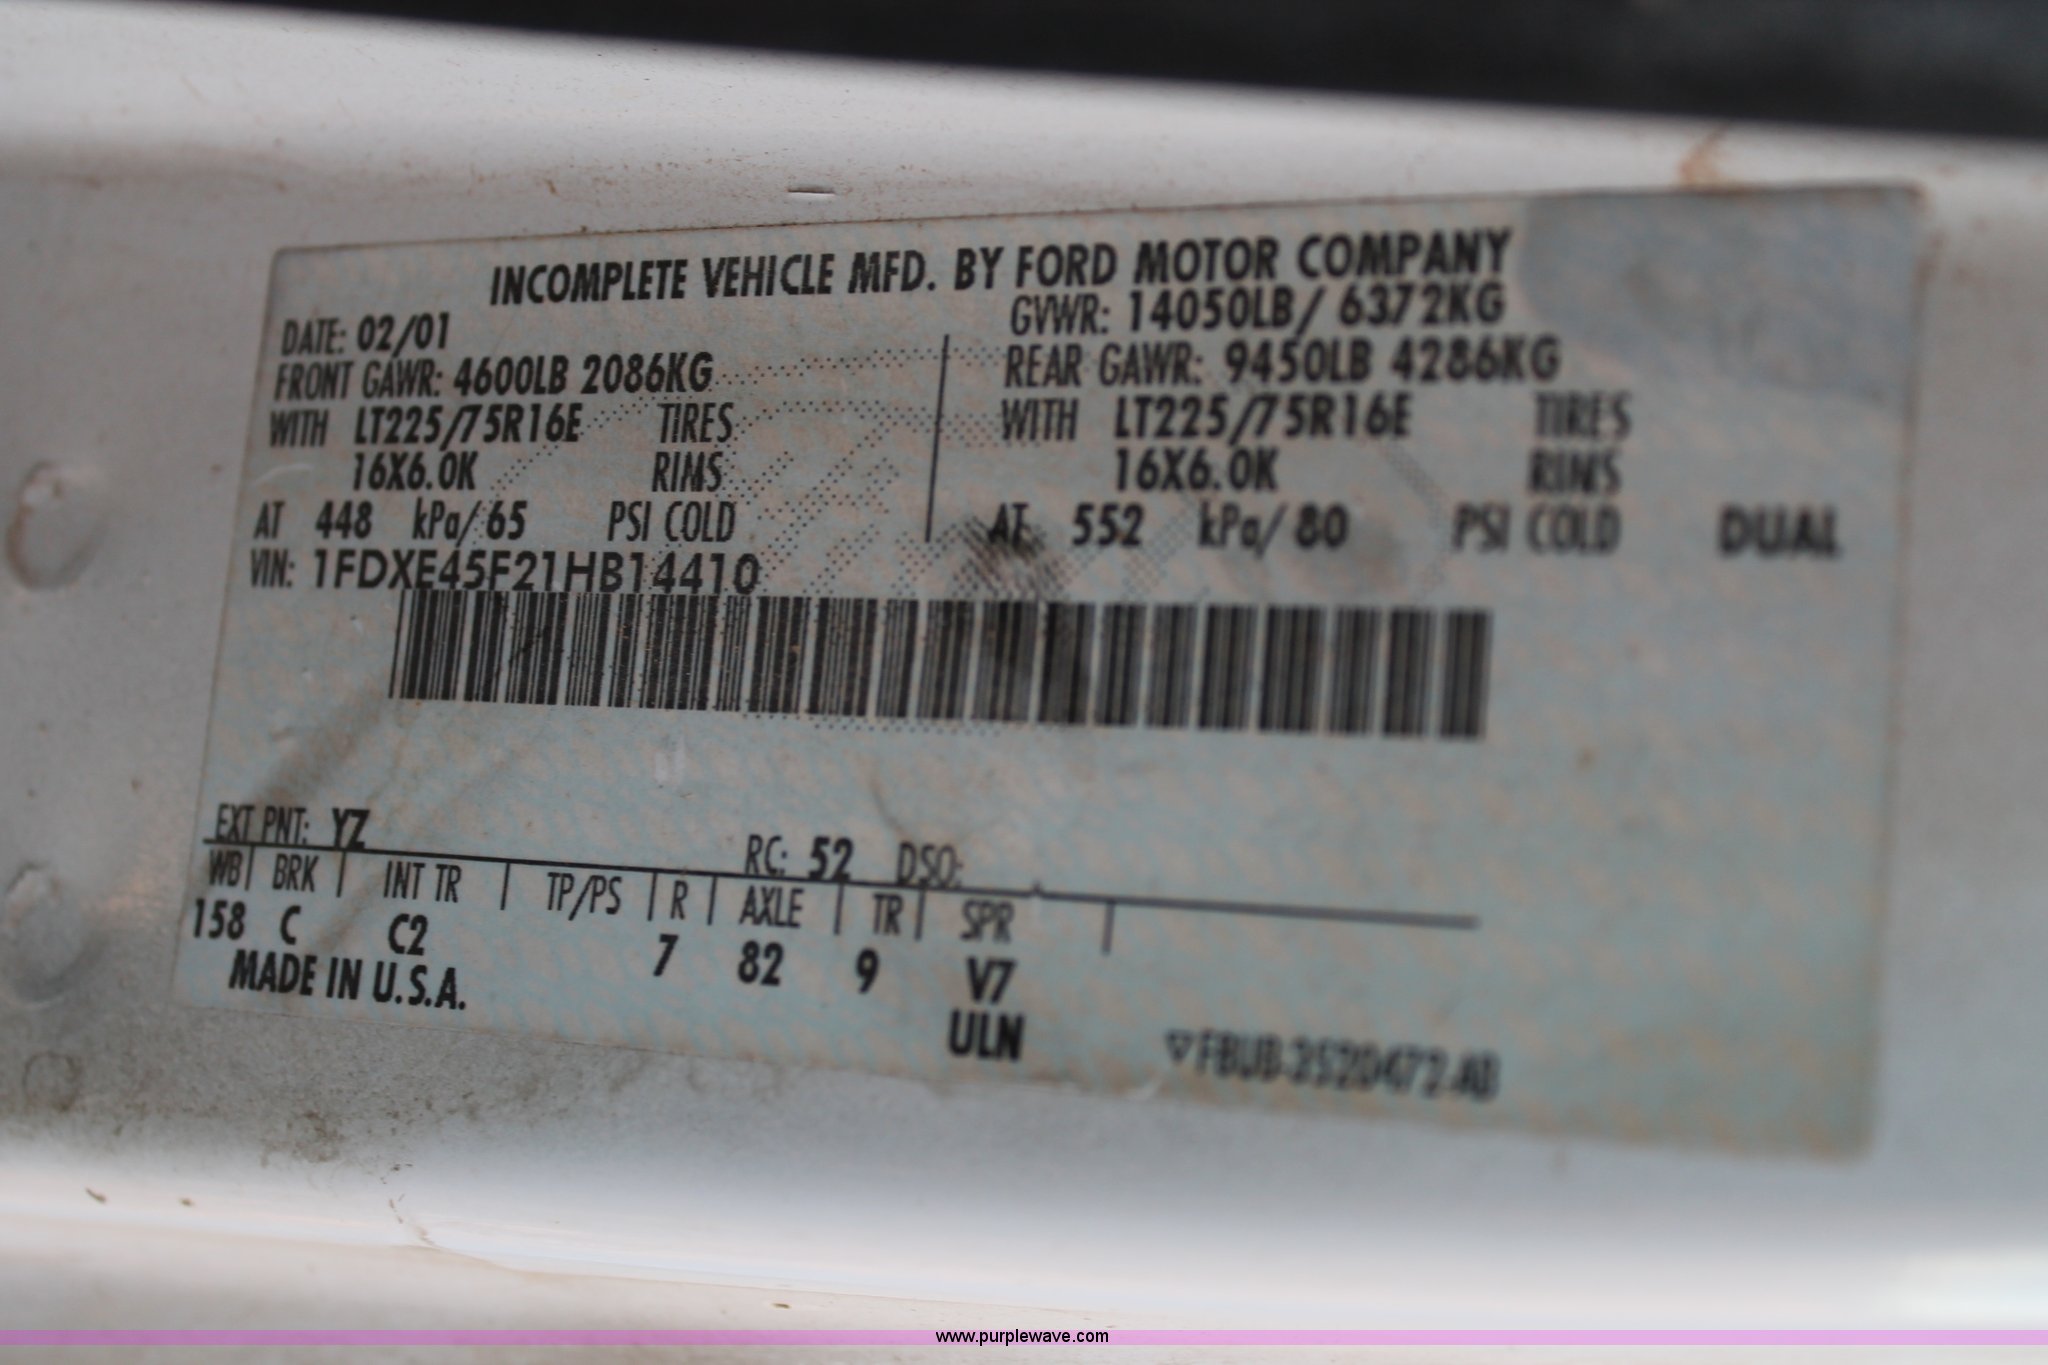 INCOMPLETE VEHICLE MFD. BY FORD MOTOR COMPANY
DATE: 02/01 GVWR: 14050LB/ 6372KG
FRONT GAWR: 4600LB 2086KG REAR GAWR: 9450LB 4286KG
WITH LT225/75R16E TIRES WITH LT225/75R16E TIRES
16X6.0K RIMS 16X6.0K RIMS
AT 448 kPa/ 65 PSI COLD AT 552 kPa/ 80 PSI COLD DUAL
VIN: 1FDXE45F21HB14410
EXT PNT: YZ RC: 52 DSO:
WB BRK INT TR TP/PS R AXLE TR SPR
158 C C2 7 82 9 V7
MADE IN U.S.A. ULN
www.purplewave.com